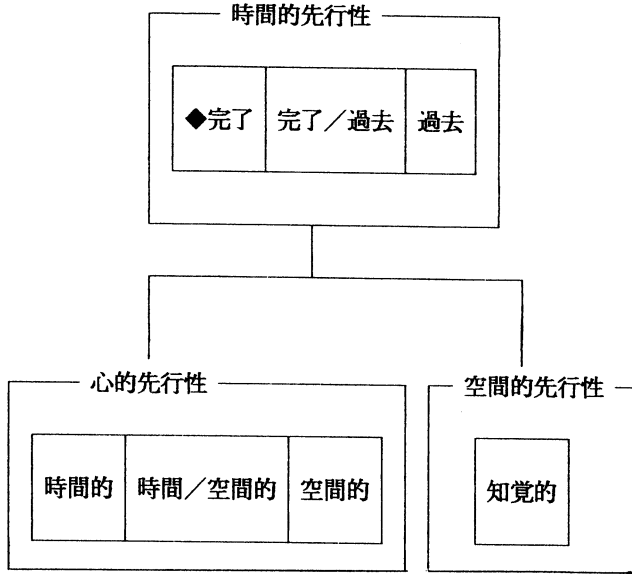 時間的先行性
◆完了 完了／過去 過去
心的先行性 空間的先行性
時間的 時間／空間的 空間的 知覚的